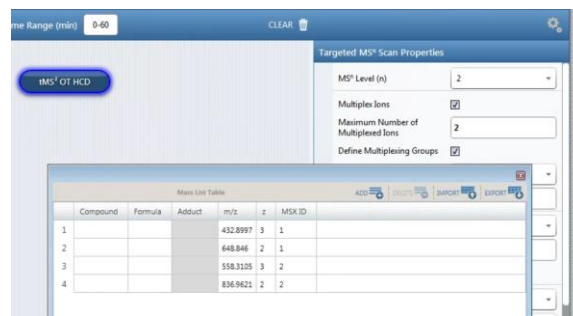 me Range (min) 0-60 CLEAR
Targeted MSⁿ Scan Properties
tMS² OT HCD
MSⁿ Level (n) 2
Multiplex Ions
Maximum Number of
Multiplexed Ions 2
Define Multiplexing Groups
Mass List Table ADD DELETE IMPORT EXPORT
Compound Formula Adduct m/z z MSX ID
1 432.8997 3 1
2 648.846 2 1
3 558.3105 3 2
4 836.9621 2 2